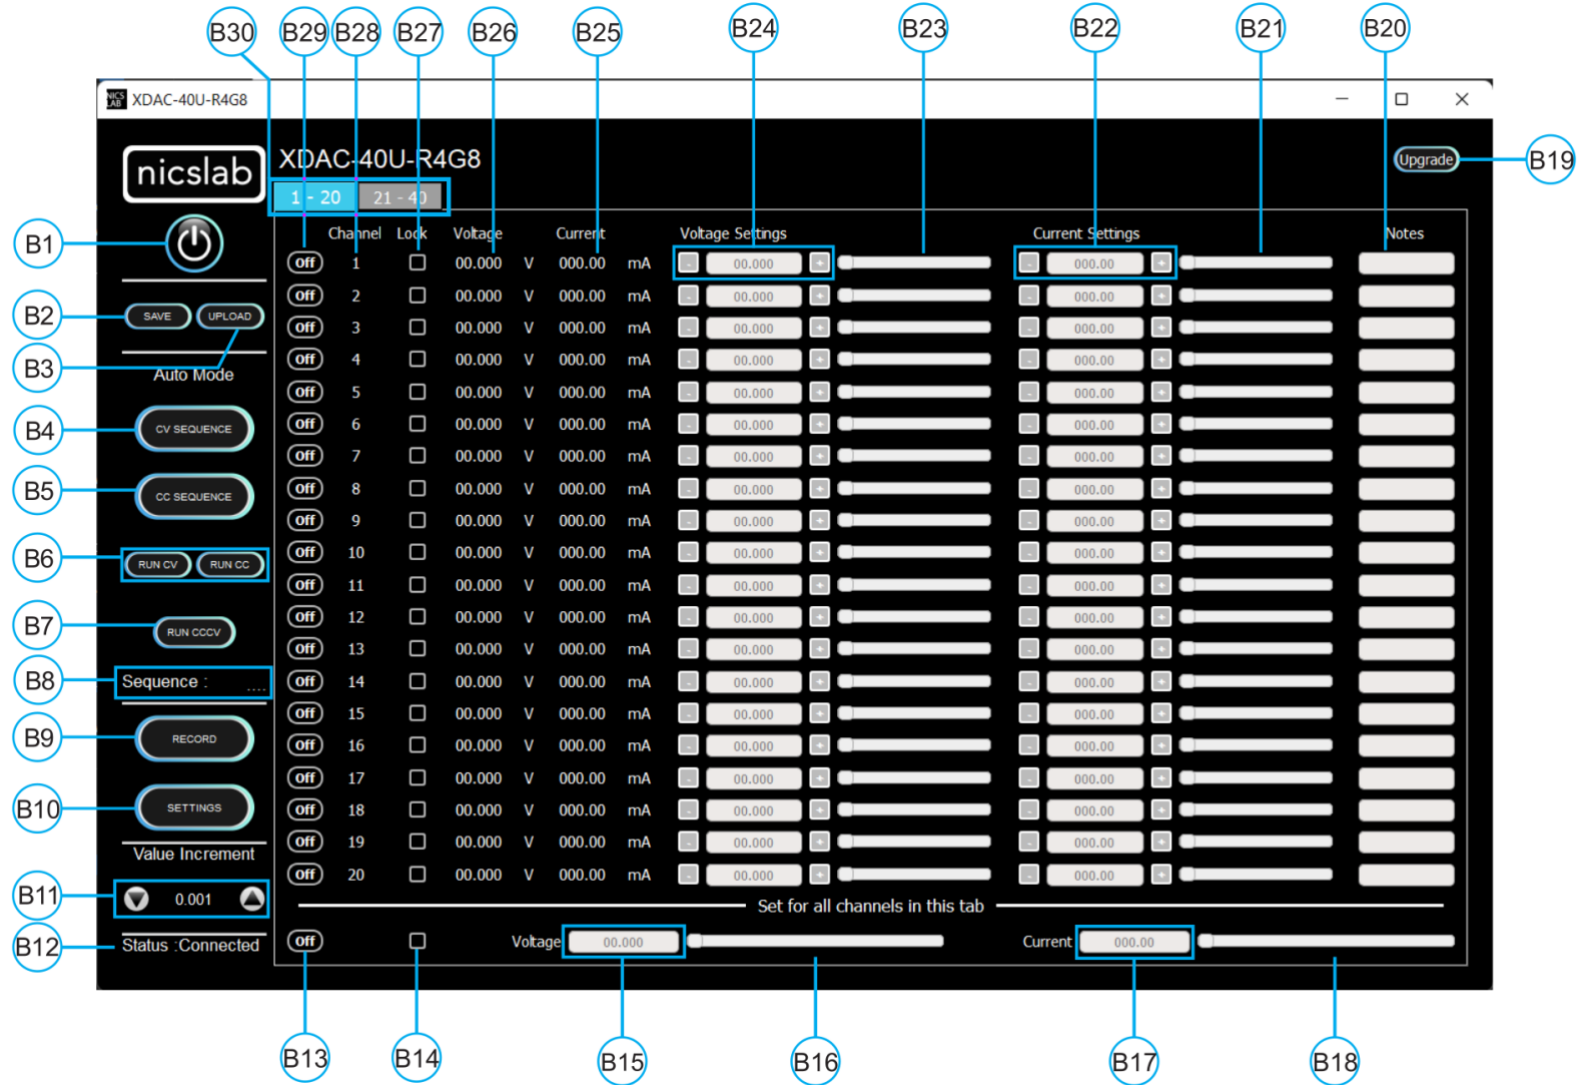 B30 B29 B28 B27 B26 B25 B24 B23 B22 B21 B20
NICS LAB XDAC-40U-R4G8
nicslab
XDAC-40U-R4G8
Upgrade B19
1 - 20 21 - 40
B1
Channel Lock Voltage Current Voltage Settings Current Settings Notes
Off 1 00.000 V 000.00 mA - 00.000 + - 000.00 +
Off 2 00.000 V 000.00 mA - 00.000 + - 000.00 +
B2 SAVE UPLOAD
Off 3 00.000 V 000.00 mA - 00.000 + - 000.00 +
B3
Off 4 00.000 V 000.00 mA - 00.000 + - 000.00 +
Auto Mode
Off 5 00.000 V 000.00 mA - 00.000 + - 000.00 +
B4 CV SEQUENCE
Off 6 00.000 V 000.00 mA - 00.000 + - 000.00 +
Off 7 00.000 V 000.00 mA - 00.000 + - 000.00 +
B5 CC SEQUENCE
Off 8 00.000 V 000.00 mA - 00.000 + - 000.00 +
Off 9 00.000 V 000.00 mA - 00.000 + - 000.00 +
B6 RUN CV RUN CC
Off 10 00.000 V 000.00 mA - 00.000 + - 000.00 +
Off 11 00.000 V 000.00 mA - 00.000 + - 000.00 +
Off 12 00.000 V 000.00 mA - 00.000 + - 000.00 +
B7 RUN CCCV
Off 13 00.000 V 000.00 mA - 00.000 + - 000.00 +
B8 Sequence : ....
Off 14 00.000 V 000.00 mA - 00.000 + - 000.00 +
Off 15 00.000 V 000.00 mA - 00.000 + - 000.00 +
B9 RECORD
Off 16 00.000 V 000.00 mA - 00.000 + - 000.00 +
Off 17 00.000 V 000.00 mA - 00.000 + - 000.00 +
B10 SETTINGS
Off 18 00.000 V 000.00 mA - 00.000 + - 000.00 +
Off 19 00.000 V 000.00 mA - 00.000 + - 000.00 +
Value Increment
Off 20 00.000 V 000.00 mA - 00.000 + - 000.00 +
B11 0.001
Set for all channels in this tab
B12 Status :Connected
Off Voltage 00.000 Current 000.00
B13 B14 B15 B16 B17 B18